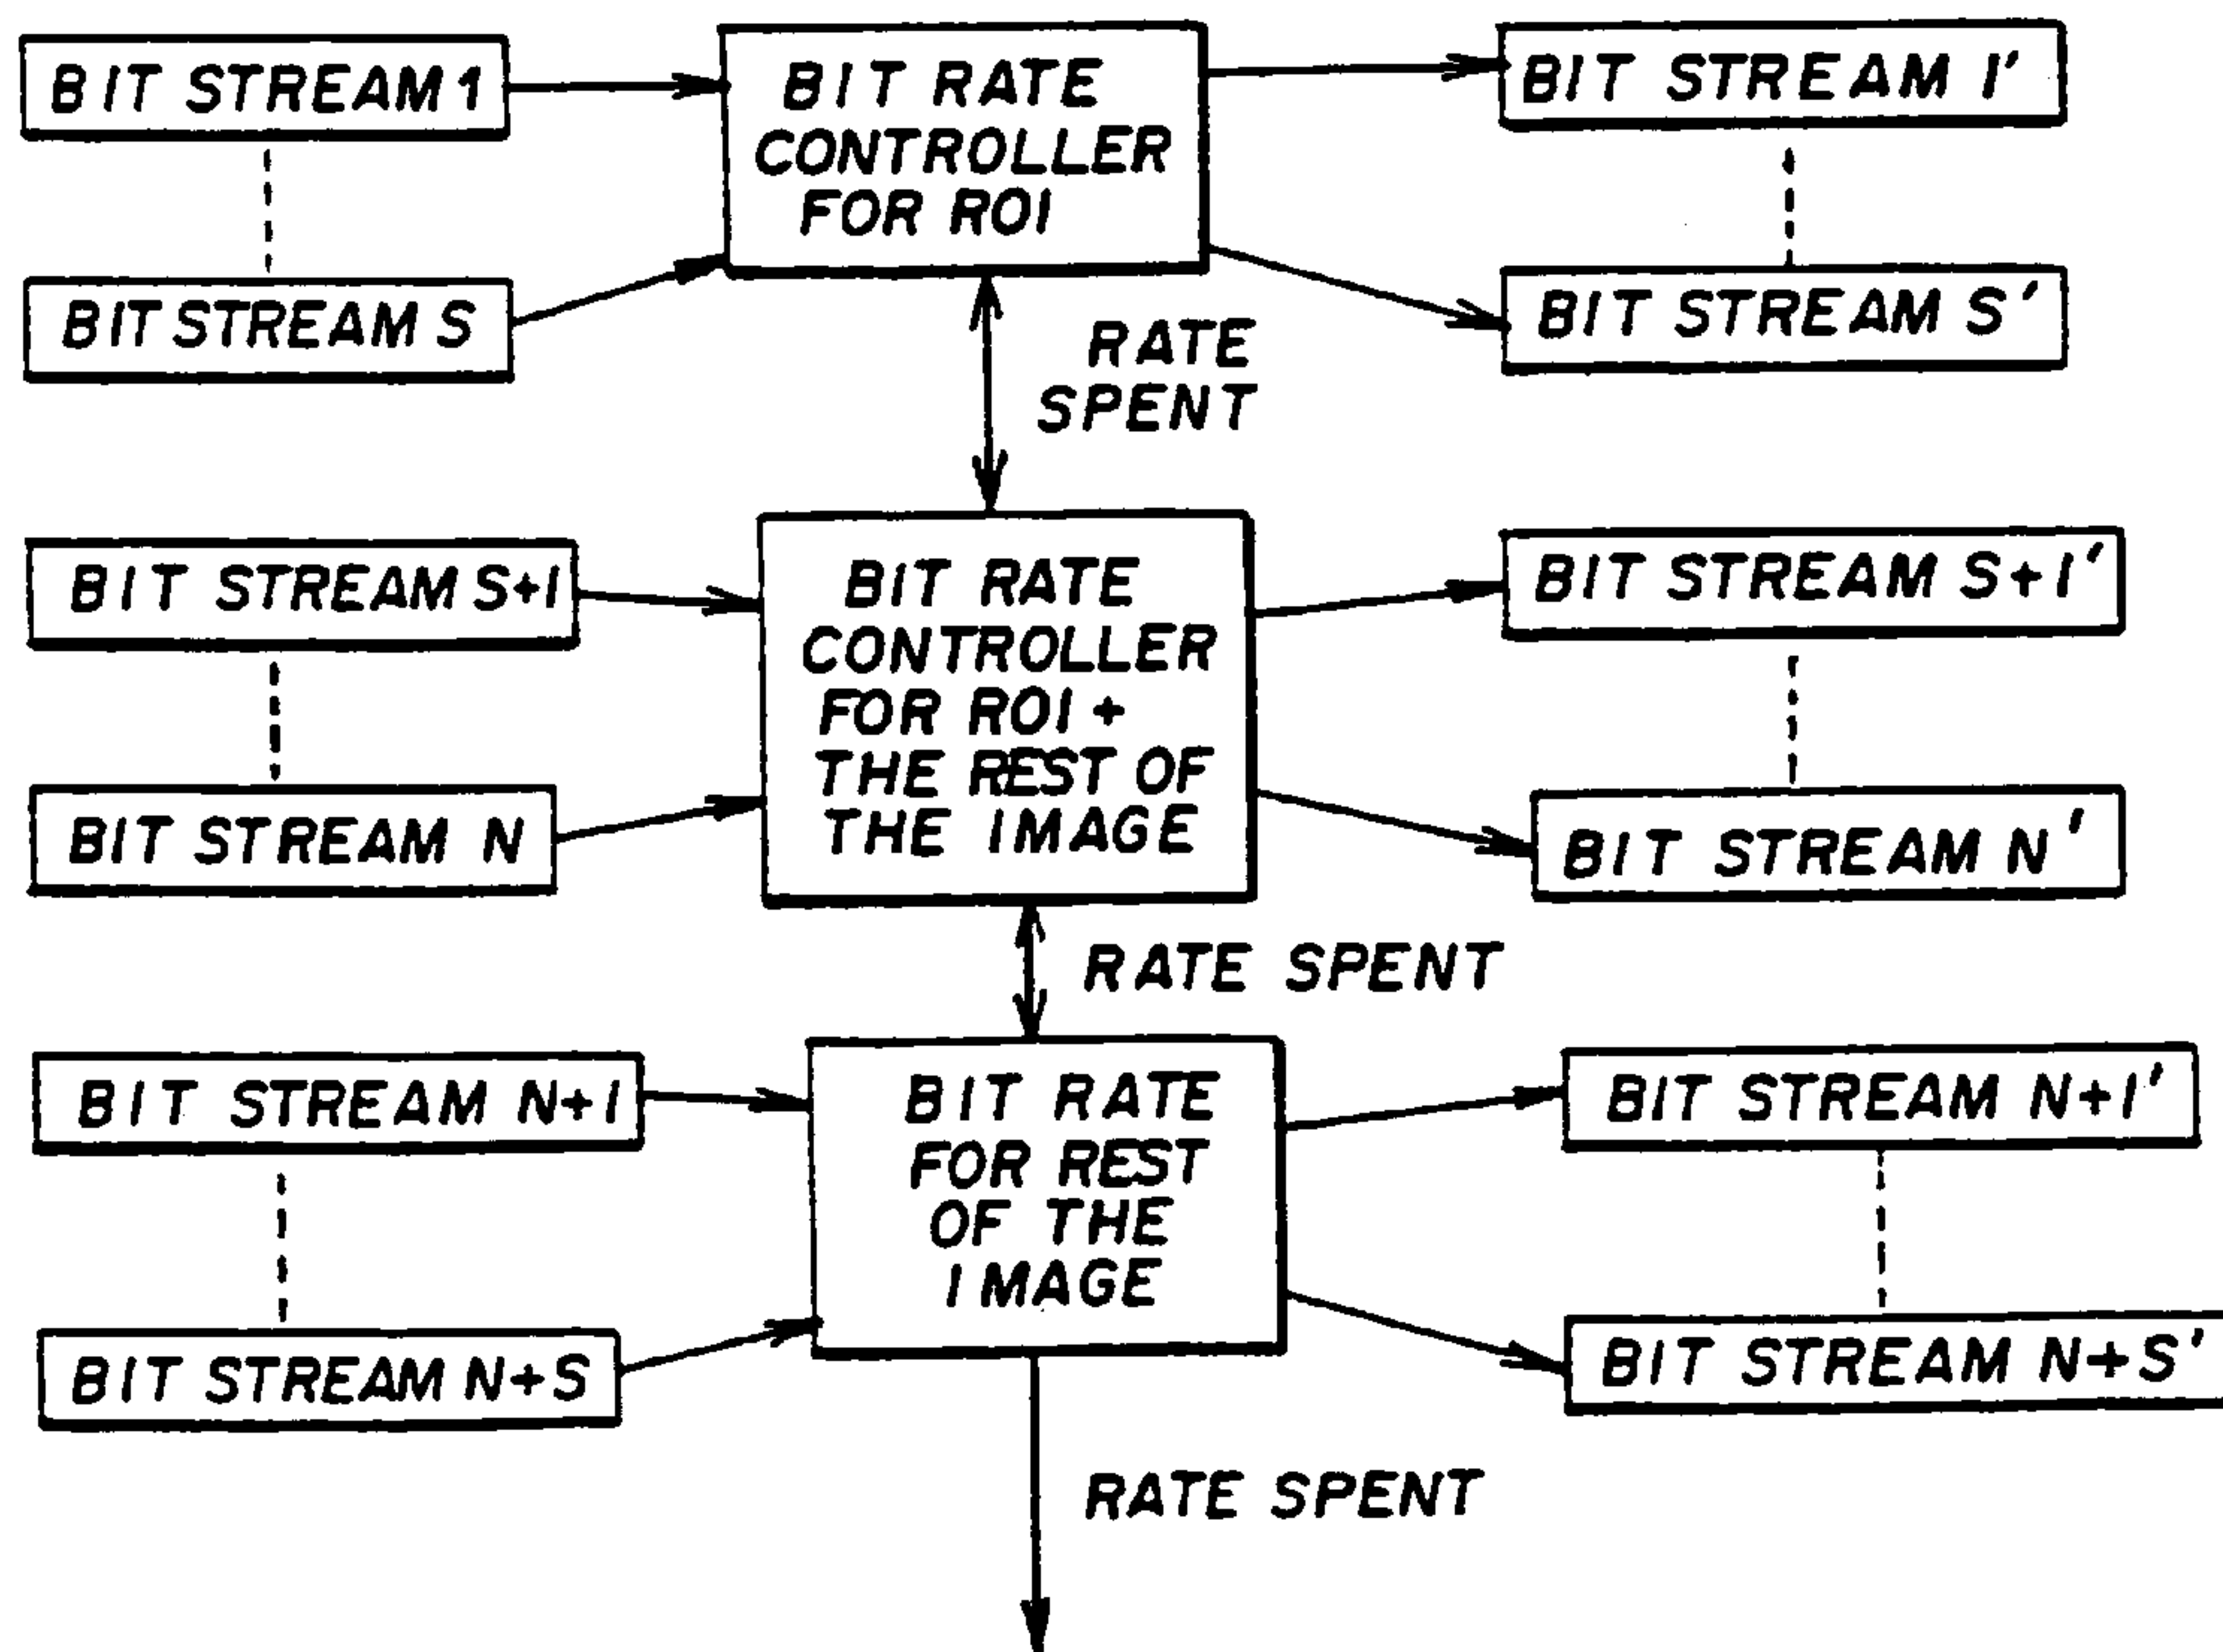 BIT STREAM 1
BIT RATE
CONTROLLER
FOR ROI
BIT STREAM 1'
BIT STREAM S
BIT STREAM S'
RATE
SPENT
BIT STREAM S+1
BIT RATE
CONTROLLER
FOR ROI +
THE REST OF
THE IMAGE
BIT STREAM S+1'
BIT STREAM N
BIT STREAM N'
RATE SPENT
BIT STREAM N+1
BIT RATE
FOR REST
OF THE
IMAGE
BIT STREAM N+1'
BIT STREAM N+S
BIT STREAM N+S'
RATE SPENT